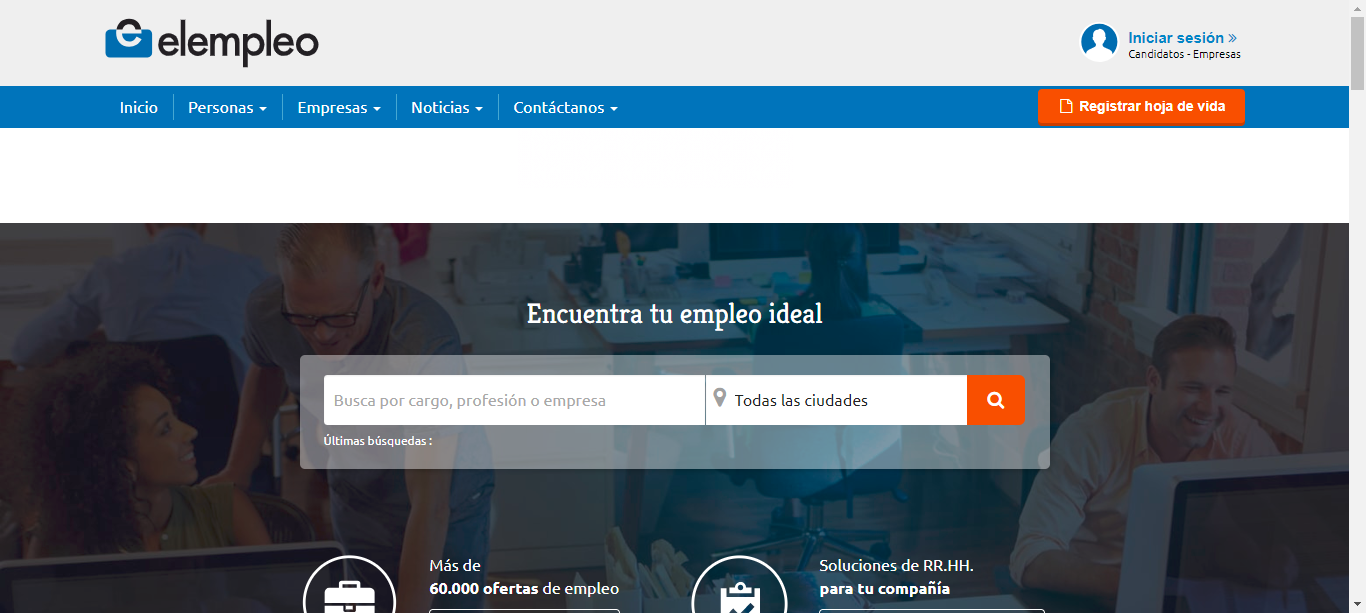 elempleo
Iniciar sesión »
Candidatos - Empresas
Inicio
Personas
Empresas
Noticias
Contáctanos
Registrar hoja de vida
Encuentra tu empleo ideal
Busca por cargo, profesión o empresa
Todas las ciudades
Últimas búsquedas :
Más de
60.000 ofertas de empleo
Soluciones de RR.HH.
para tu compañía